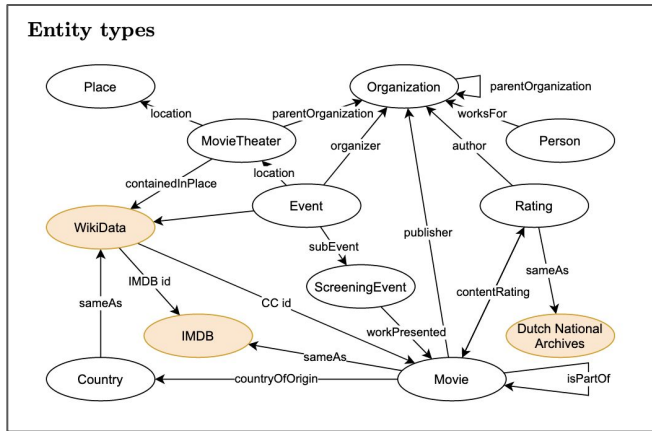 Entity types
Place
Organization
parentOrganization
location
parentOrganization
worksFor
MovieTheater
organizer
author
Person
containedInPlace
location
WikiData
Event
Rating
subEvent
publisher
IMDB id
CC id
ScreeningEvent
contentRating
sameAs
sameAs
IMDB
workPresented
Dutch National
Archives
sameAs
Country
countryOfOrigin
Movie
isPartOf